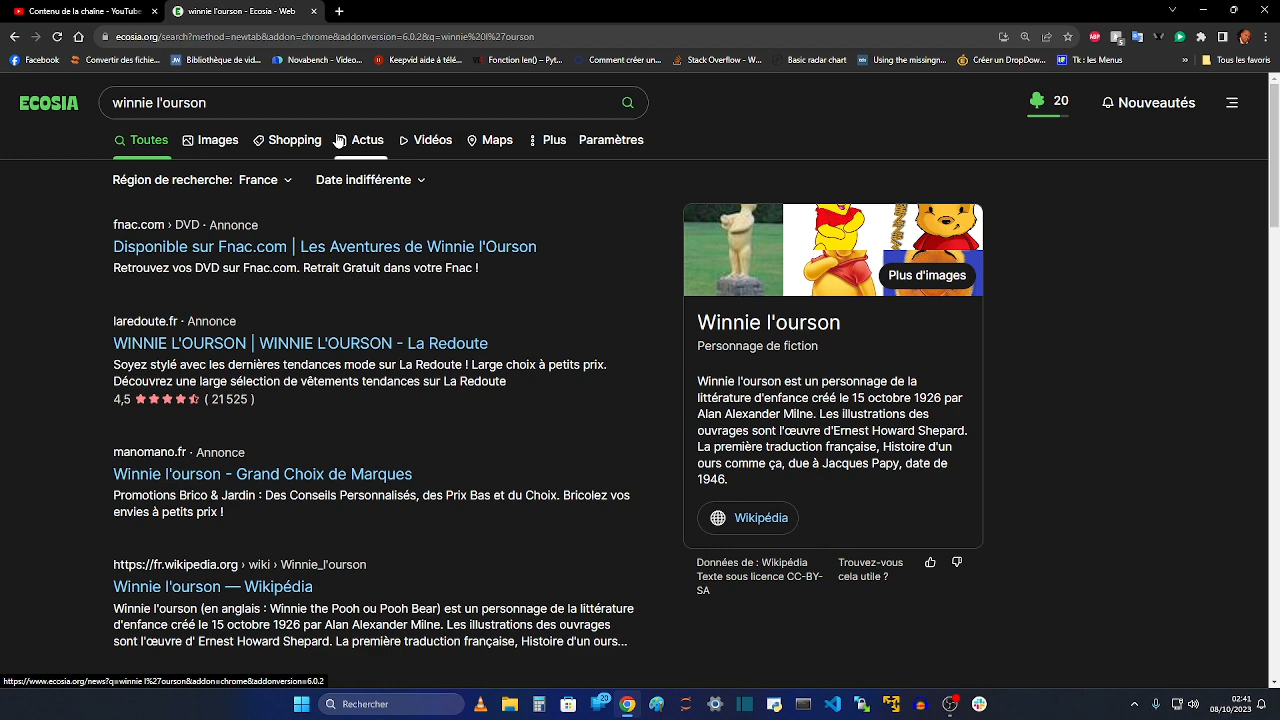 Contenu de la chaîne - YouTube
winnie l'ourson - Ecosia - Web
ecosia.org/search?method=newtab&addon=chrome&addonversion=6.0.2&q=winnie%20l%27ourson
Facebook
Convertir des fichie...
Bibliothèque de vid...
Novabench - Video...
Keepvid aide à télé...
Fonction len() – Pyt...
Comment créer un...
Stack Overflow - W...
Basic radar chart
Using the missingn...
Créer un DropDow...
Tk : les Menus
»
Tous les favoris
ECOSIA
winnie l'ourson
20
Nouveautés
Toutes
Images
Shopping
Actus
Vidéos
Maps
Plus
Paramètres
Région de recherche: France
Date indifférente
fnac.com › DVD · Annonce
Disponible sur Fnac.com | Les Aventures de Winnie l'Ourson
Retrouvez vos DVD sur Fnac.com. Retrait Gratuit dans votre Fnac !
laredoute.fr · Annonce
WINNIE L'OURSON | WINNIE L'OURSON - La Redoute
Soyez stylé avec les dernières tendances mode sur La Redoute ! Large choix à petits prix.
Découvrez une large sélection de vêtements tendances sur La Redoute
4,5 ( 21 525 )
manomano.fr · Annonce
Winnie l'ourson - Grand Choix de Marques
Promotions Brico & Jardin : Des Conseils Personnalisés, des Prix Bas et du Choix. Bricolez vos
envies à petits prix !
https://fr.wikipedia.org › wiki › Winnie_l'ourson
Winnie l'ourson — Wikipédia
Winnie l'ourson (en anglais : Winnie the Pooh ou Pooh Bear) est un personnage de la littérature
d'enfance créé le 15 octobre 1926 par Alan Alexander Milne. Les illustrations des ouvrages
sont l'œuvre d' Ernest Howard Shepard. La première traduction française, Histoire d'un ours...
Plus d'images
Winnie l'ourson
Personnage de fiction
Winnie l'ourson est un personnage de la
littérature d'enfance créé le 15 octobre 1926 par
Alan Alexander Milne. Les illustrations des
ouvrages sont l'œuvre d'Ernest Howard Shepard.
La première traduction française, Histoire d'un
ours comme ça, due à Jacques Papy, date de
1946.
Wikipédia
Données de : Wikipédia
Texte sous licence CC-BY-
SA
Trouvez-vous
cela utile ?
https://www.ecosia.org/news?q=winnie l%27ourson&addon=chrome&addonversion=6.0.2
Rechercher
20
02:41
08/10/2023